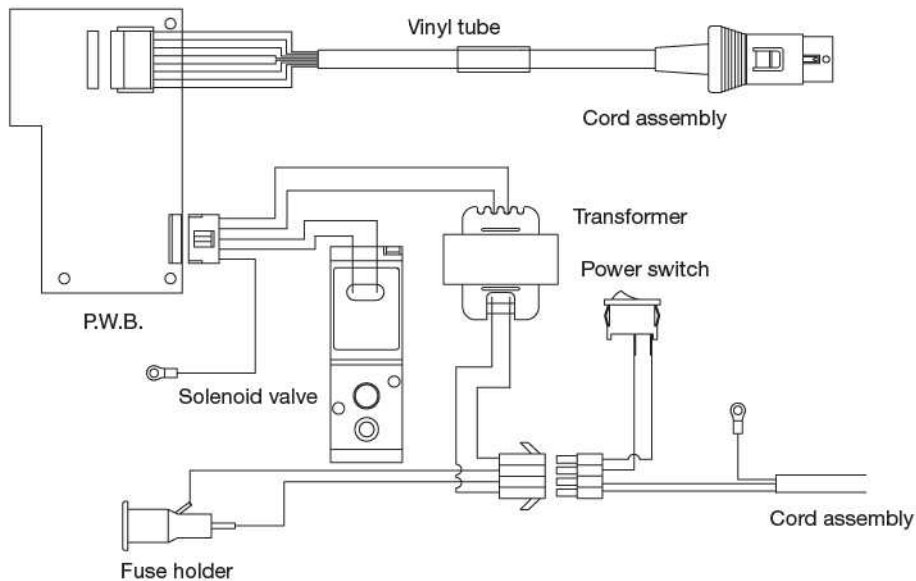 Vinyl tube
Cord assembly
Transformer
Power switch
P.W.B.
Solenoid valve
Cord assembly
Fuse holder